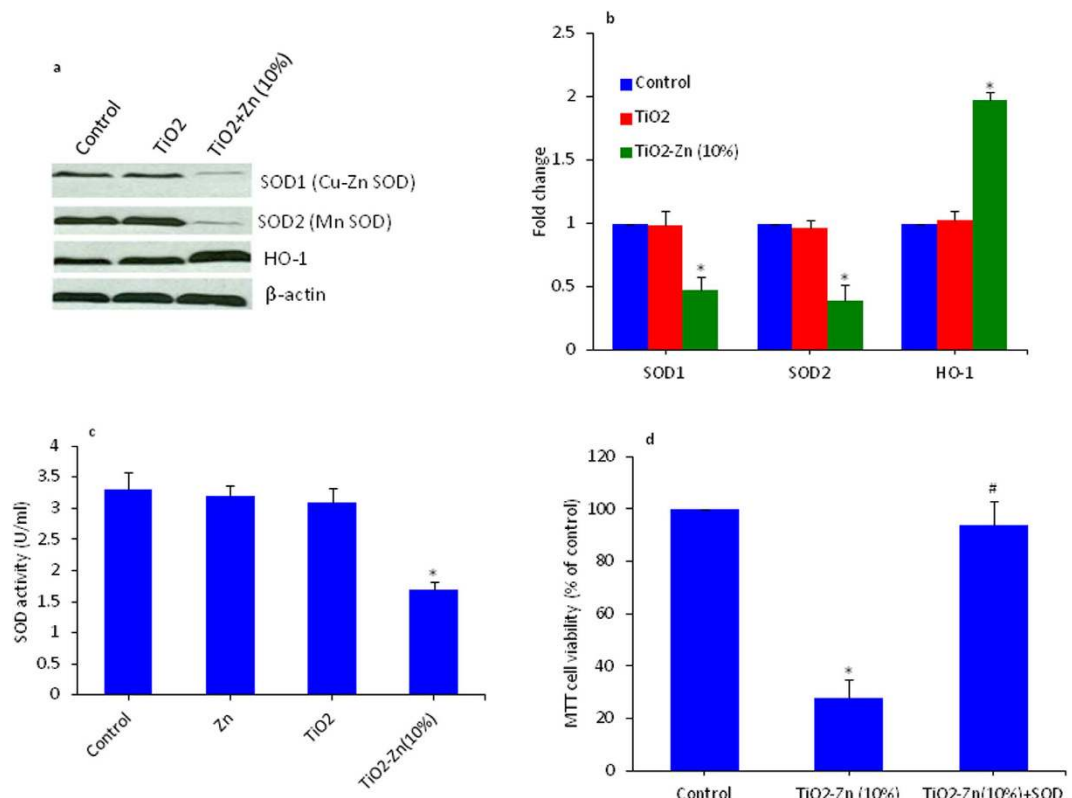 a
Control
TiO2
TiO2+Zn (10%)
SOD1 (Cu-Zn SOD)
SOD2 (Mn SOD)
HO-1
β-actin
b
2.5
2
1.5
1
0.5
0
Fold change
Control
TiO2
TiO2-Zn (10%)
*
*
*
SOD1
SOD2
HO-1
c
4
3.5
3
2.5
2
1.5
1
0.5
0
SOD activity (U/ml)
*
Control
Zn
TiO2
TiO2-Zn(10%)
d
120
100
80
60
40
20
0
MTT cell viability (% of control)
*
#
Control
TiO2-Zn (10%)
TiO2-Zn(10%)+SOD